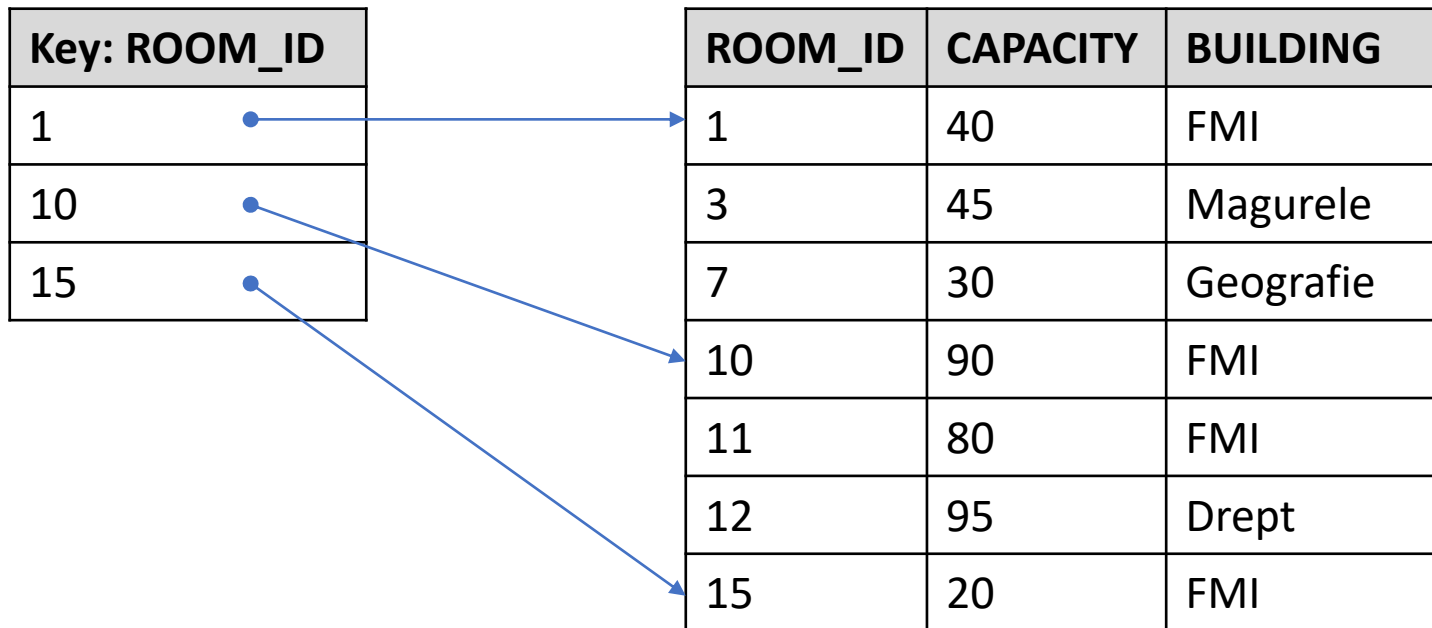 Key: ROOM_ID
1
10
15
ROOM_ID CAPACITY BUILDING
1 40 FMI
3 45 Magurele
7 30 Geografie
10 90 FMI
11 80 FMI
12 95 Drept
15 20 FMI